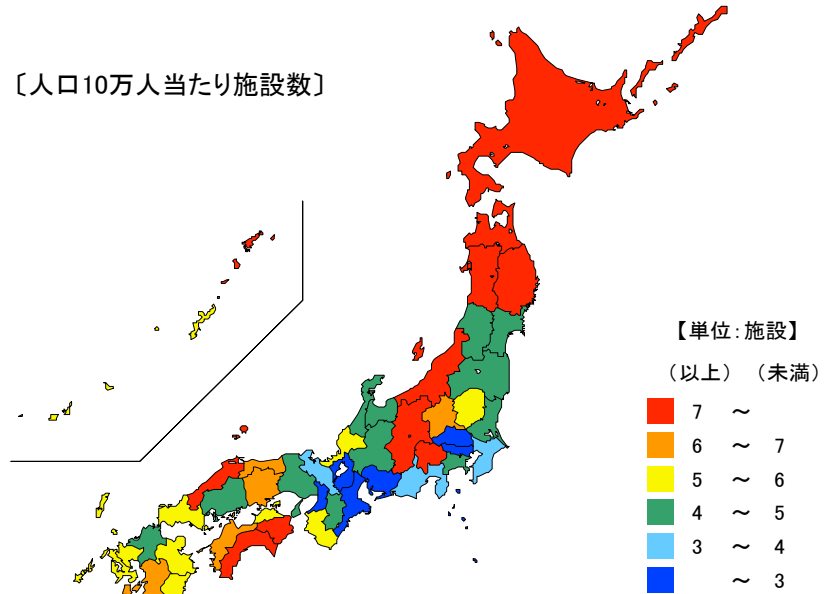 〔人口10万人当たり施設数〕
【単位:施設】
(以上) (未満)
7 ～
6 ～ 7
5 ～ 6
4 ～ 5
3 ～ 4
～ 3